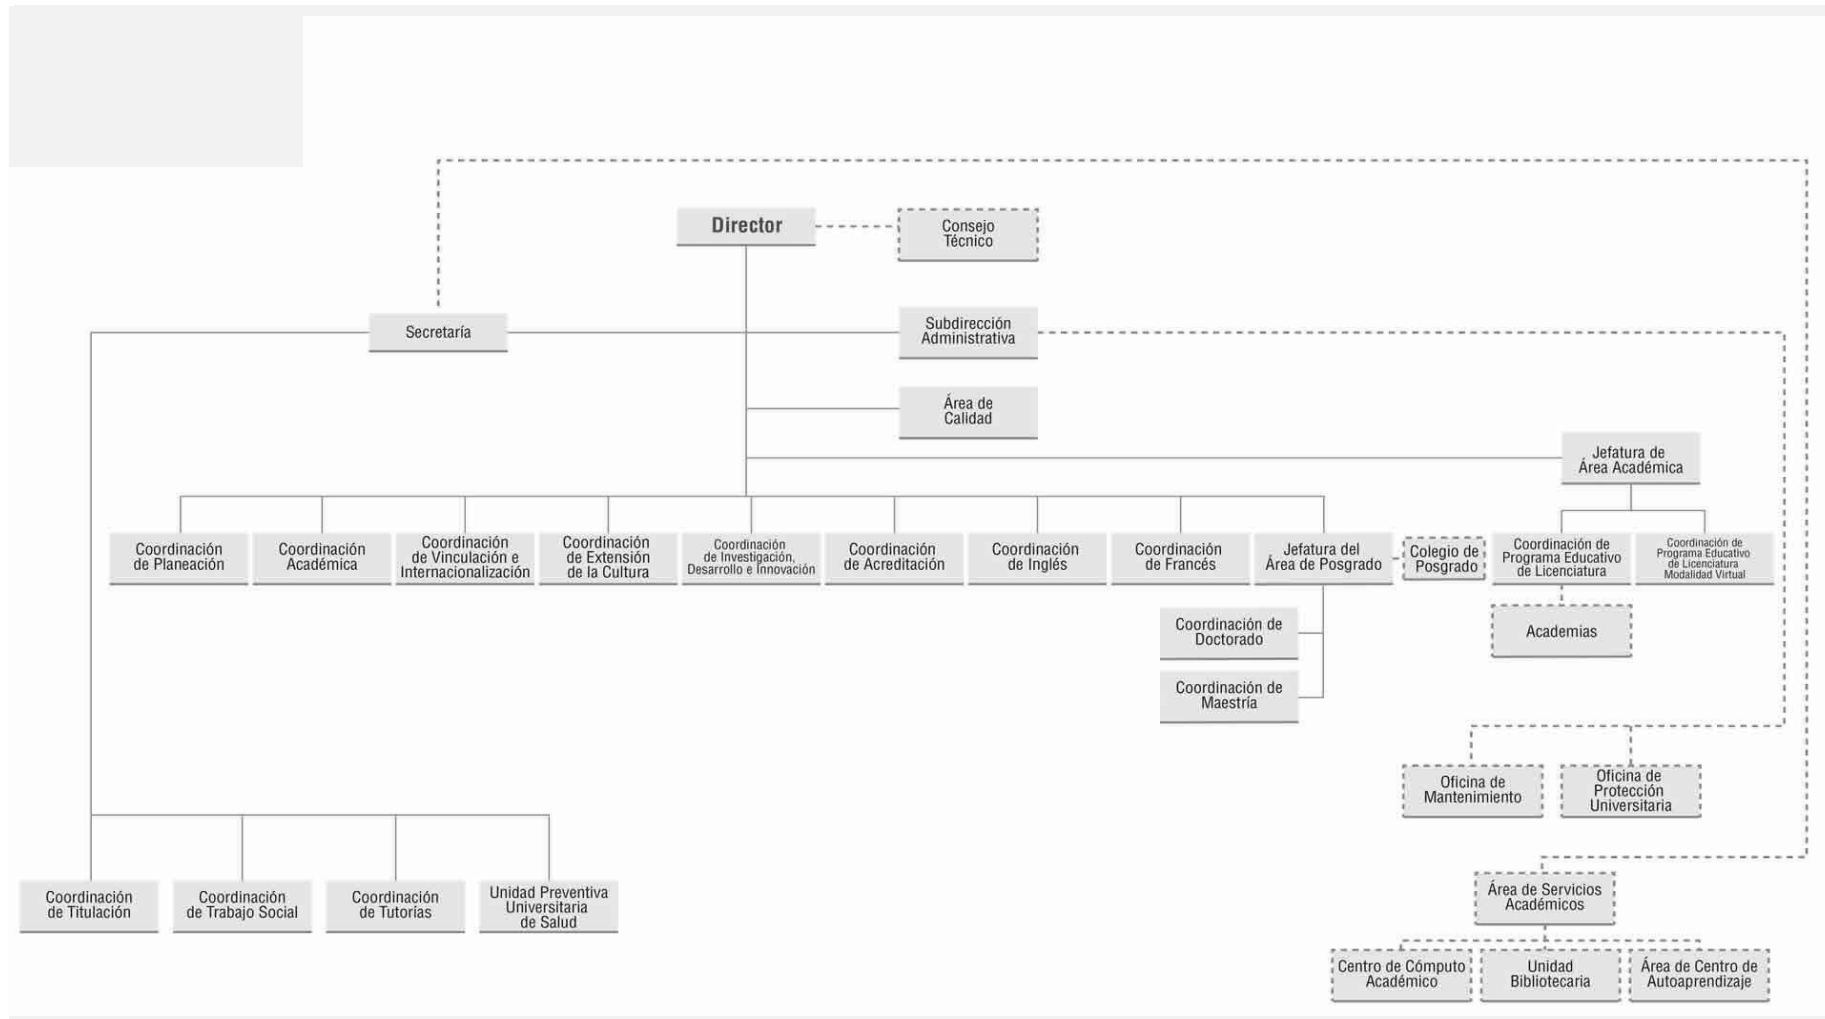 Director
Consejo
Técnico
Secretaría
Subdirección
Administrativa
Área de
Calidad
Jefatura de
Área Académica
Coordinación
de Planeación
Coordinación
Académica
Coordinación
de Vinculación e
Internacionalización
Coordinación
de Extensión
de la Cultura
Coordinación
de Investigación,
Desarrollo e Innovación
Coordinación
de Acreditación
Coordinación
de Inglés
Coordinación
de Francés
Jefatura del
Área de Posgrado
Colegio de
Posgrado
Coordinación de
Programa Educativo
de Licenciatura
Coordinación de
Programa Educativo
de Licenciatura
Modalidad Virtual
Coordinación de
Doctorado
Academias
Coordinación de
Maestría
Oficina de
Mantenimiento
Oficina de
Protección
Universitaria
Coordinación
de Titulación
Coordinación
de Trabajo Social
Coordinación
de Tutorías
Unidad Preventiva
Universitaria
de Salud
Área de Servicios
Académicos
Centro de Cómputo
Académico
Unidad
Bibliotecaria
Área de Centro de
Autoaprendizaje